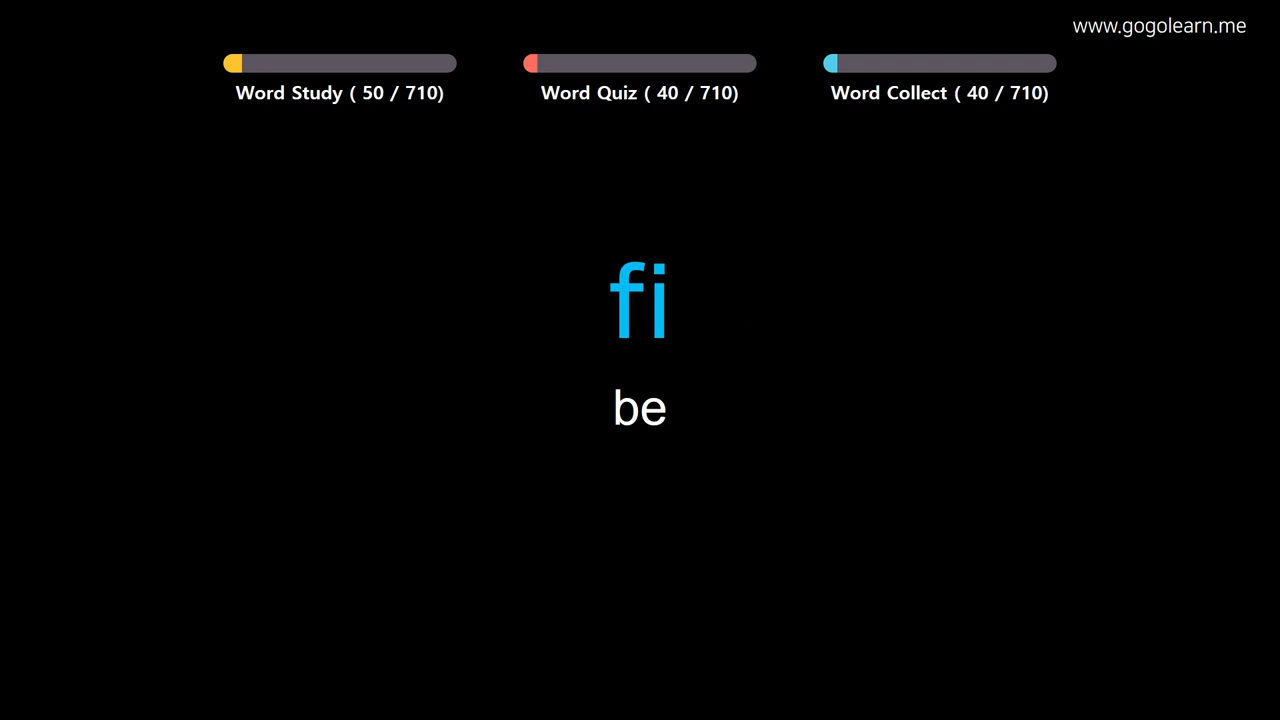 www.gogolearn.me
Word Study ( 50 / 710)
Word Quiz ( 40 / 710)
Word Collect ( 40 / 710)
fi
be